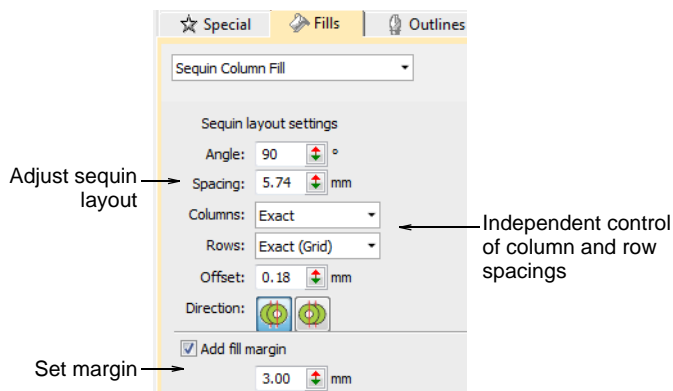 Special Fills Outlines
Sequin Column Fill
Sequin layout settings
Angle: 90 °
Adjust sequin layout
Spacing: 5.74 mm
Columns: Exact
Independent control of column and row spacings
Rows: Exact (Grid)
Offset: 0.18 mm
Direction:
Add fill margin
Set margin
3.00 mm